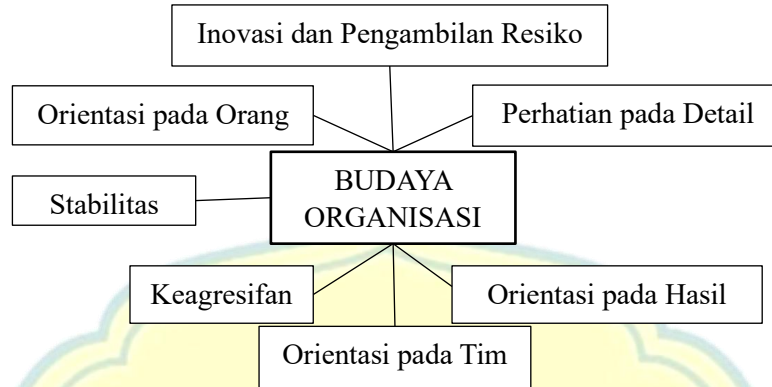 Inovasi dan Pengambilan Resiko
Orientasi pada Orang
Perhatian pada Detail
BUDAYA
ORGANISASI
Stabilitas
Keagresifan
Orientasi pada Hasil
Orientasi pada Tim